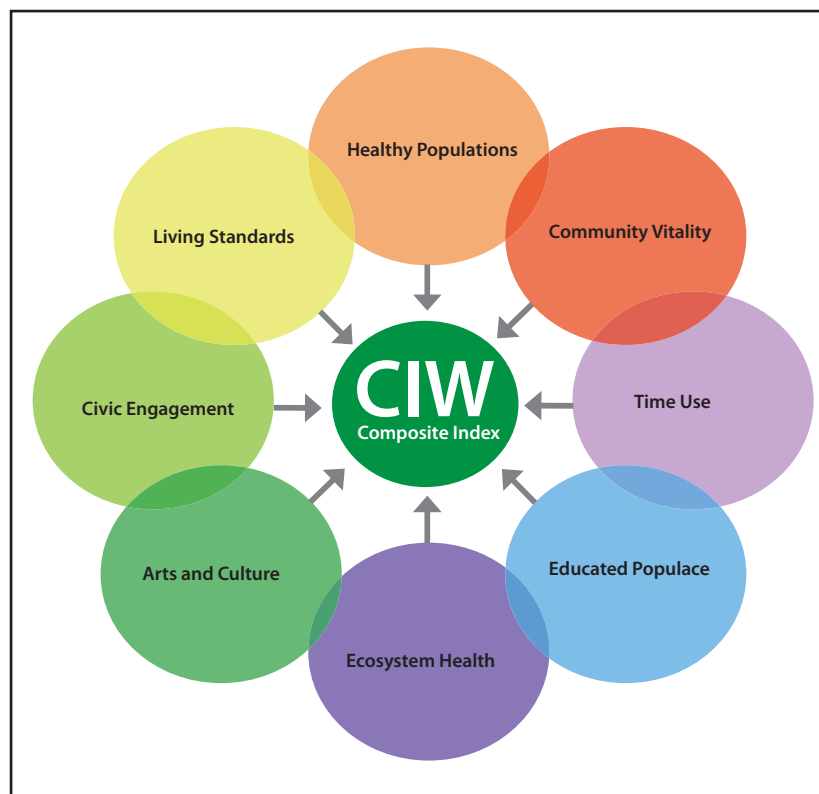 Healthy Populations
Living Standards
Community Vitality
CIW
Composite Index
Civic Engagement
Time Use
Arts and Culture
Educated Populace
Ecosystem Health